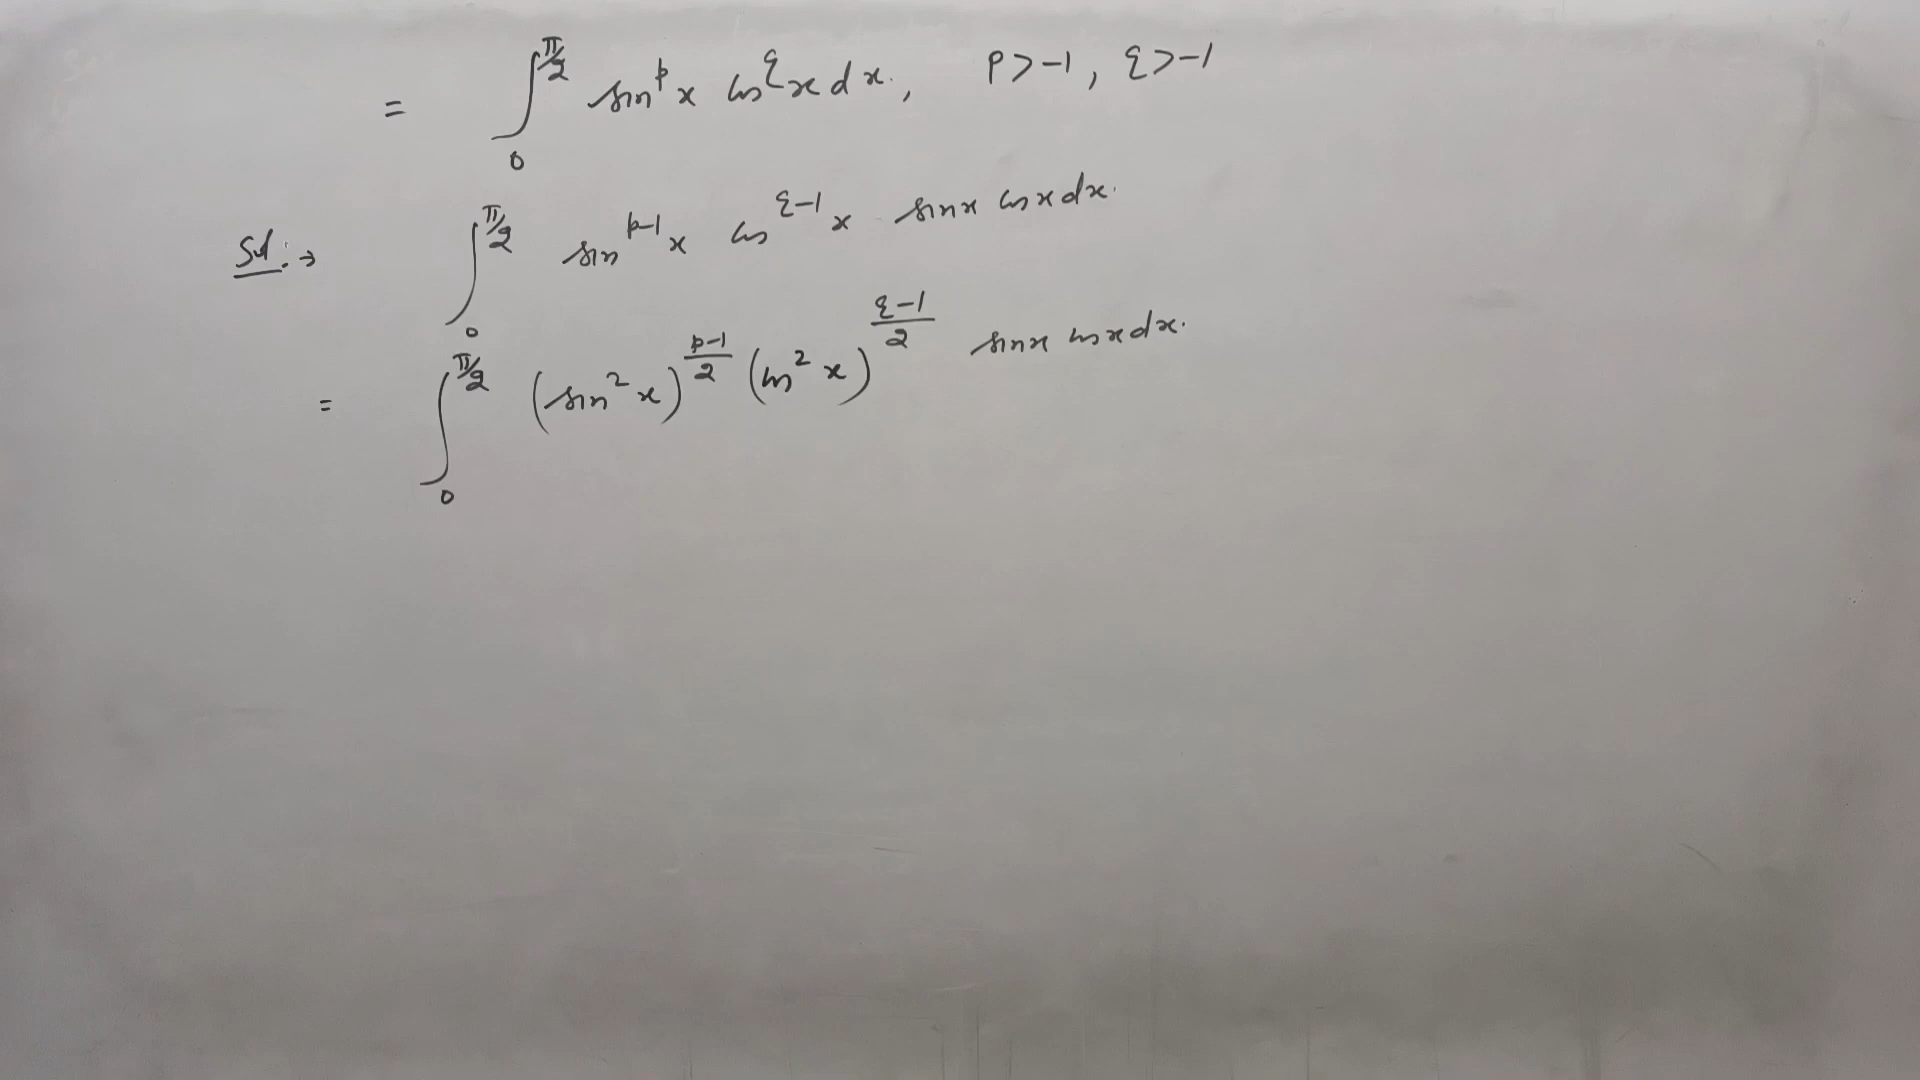 = ∫₀^{π/2} sin^p x cos^q x dx, p > -1, q > -1
Sol: → ∫₀^{π/2} sin^{p-1} x cos^{q-1} x sin x cos x dx.
= ∫₀^{π/2} (sin² x)^{(p-1)/2} (cos² x)^{(q-1)/2} sin x cos x dx.